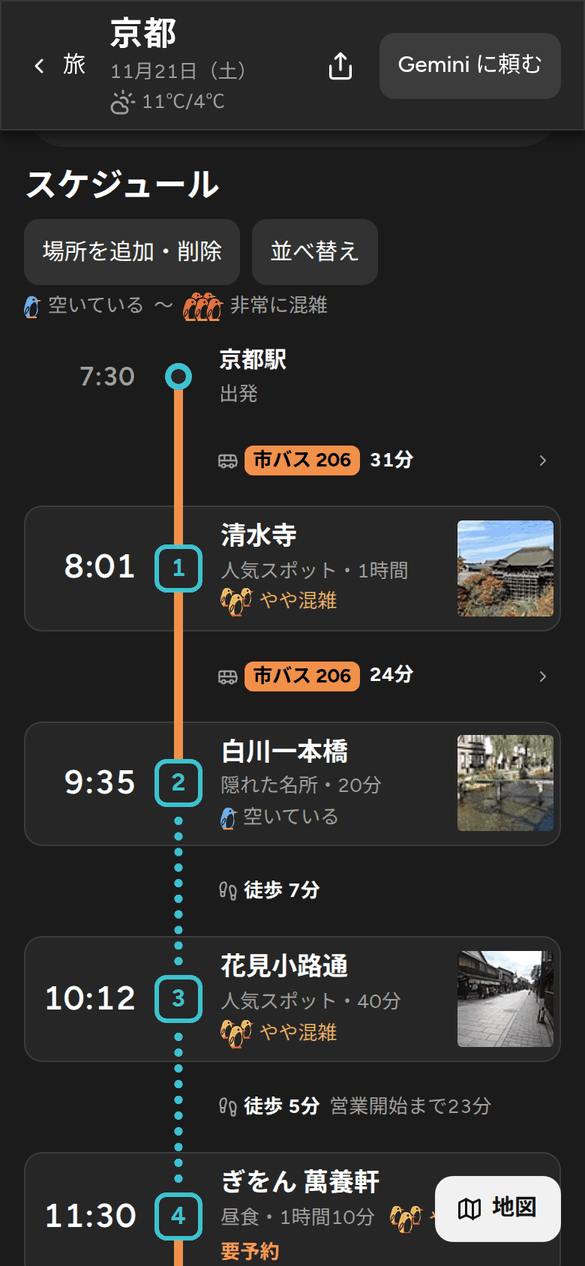 旅
京都
11月21日（土）
11°C/4°C
Gemini に頼む
スケジュール
場所を追加・削除
並べ替え
空いている 〜 非常に混雑
7:30
京都駅
出発
市バス 206 31分
8:01
1
清水寺
人気スポット・1時間
やや混雑
市バス 206 24分
9:35
2
白川一本橋
隠れた名所・20分
空いている
徒歩 7分
10:12
3
花見小路通
人気スポット・40分
やや混雑
徒歩 5分 営業開始まで23分
11:30
4
ぎをん 萬養軒
昼食・1時間10分
要予約
地図